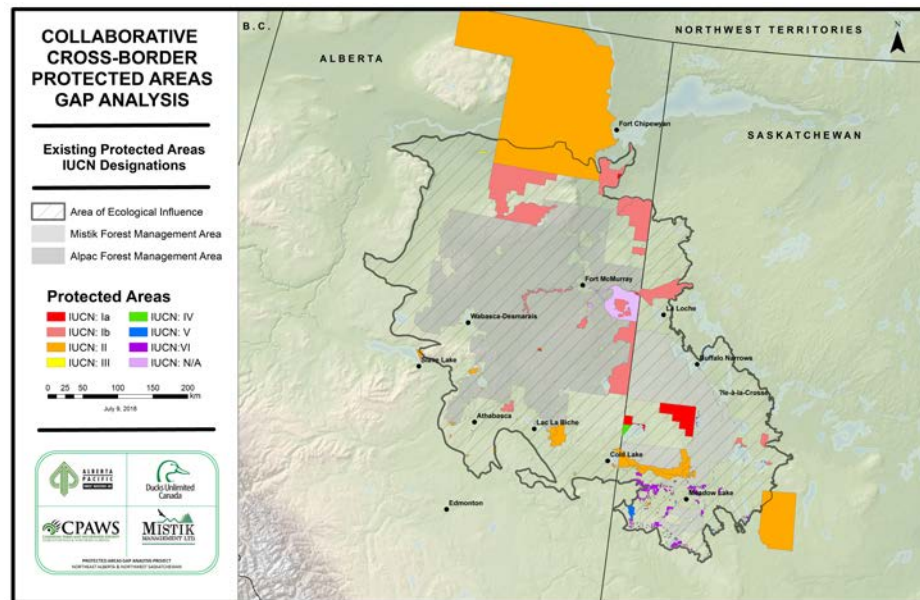 COLLABORATIVE
CROSS-BORDER
PROTECTED AREAS
GAP ANALYSIS
Existing Protected Areas
IUCN Designations
Area of Ecological Influence
Mistik Forest Management Area
Alpac Forest Management Area
Protected Areas
IUCN: Ia
IUCN: Ib
IUCN: II
IUCN: III
IUCN: IV
IUCN: V
IUCN:VI
IUCN: N/A
0 25 50 100 150 200
km
July 9, 2018
ALBERTA
PACIFIC
Ducks Unlimited
Canada
CPAWS
MISTIK
MANAGEMENT LTD.
PROTECTED AREAS GAP ANALYSIS PROJECT
NORTHEAST ALBERTA & NORTHWEST SASKATCHEWAN
B.C.
ALBERTA
NORTHWEST TERRITORIES
N
SASKATCHEWAN
Fort Chipewyan
Fort McMurray
La Loche
Wabasca-Desmarais
Buffalo Narrows
Slave Lake
Île-à-la-Crosse
Athabasca
Lac La Biche
Cold Lake
Meadow Lake
Edmonton